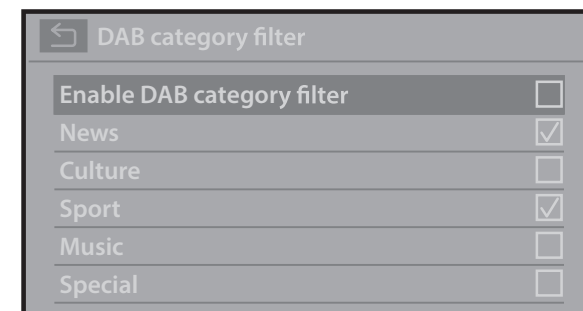 DAB category filter
Enable DAB category filter
News
Culture
Sport
Music
Special